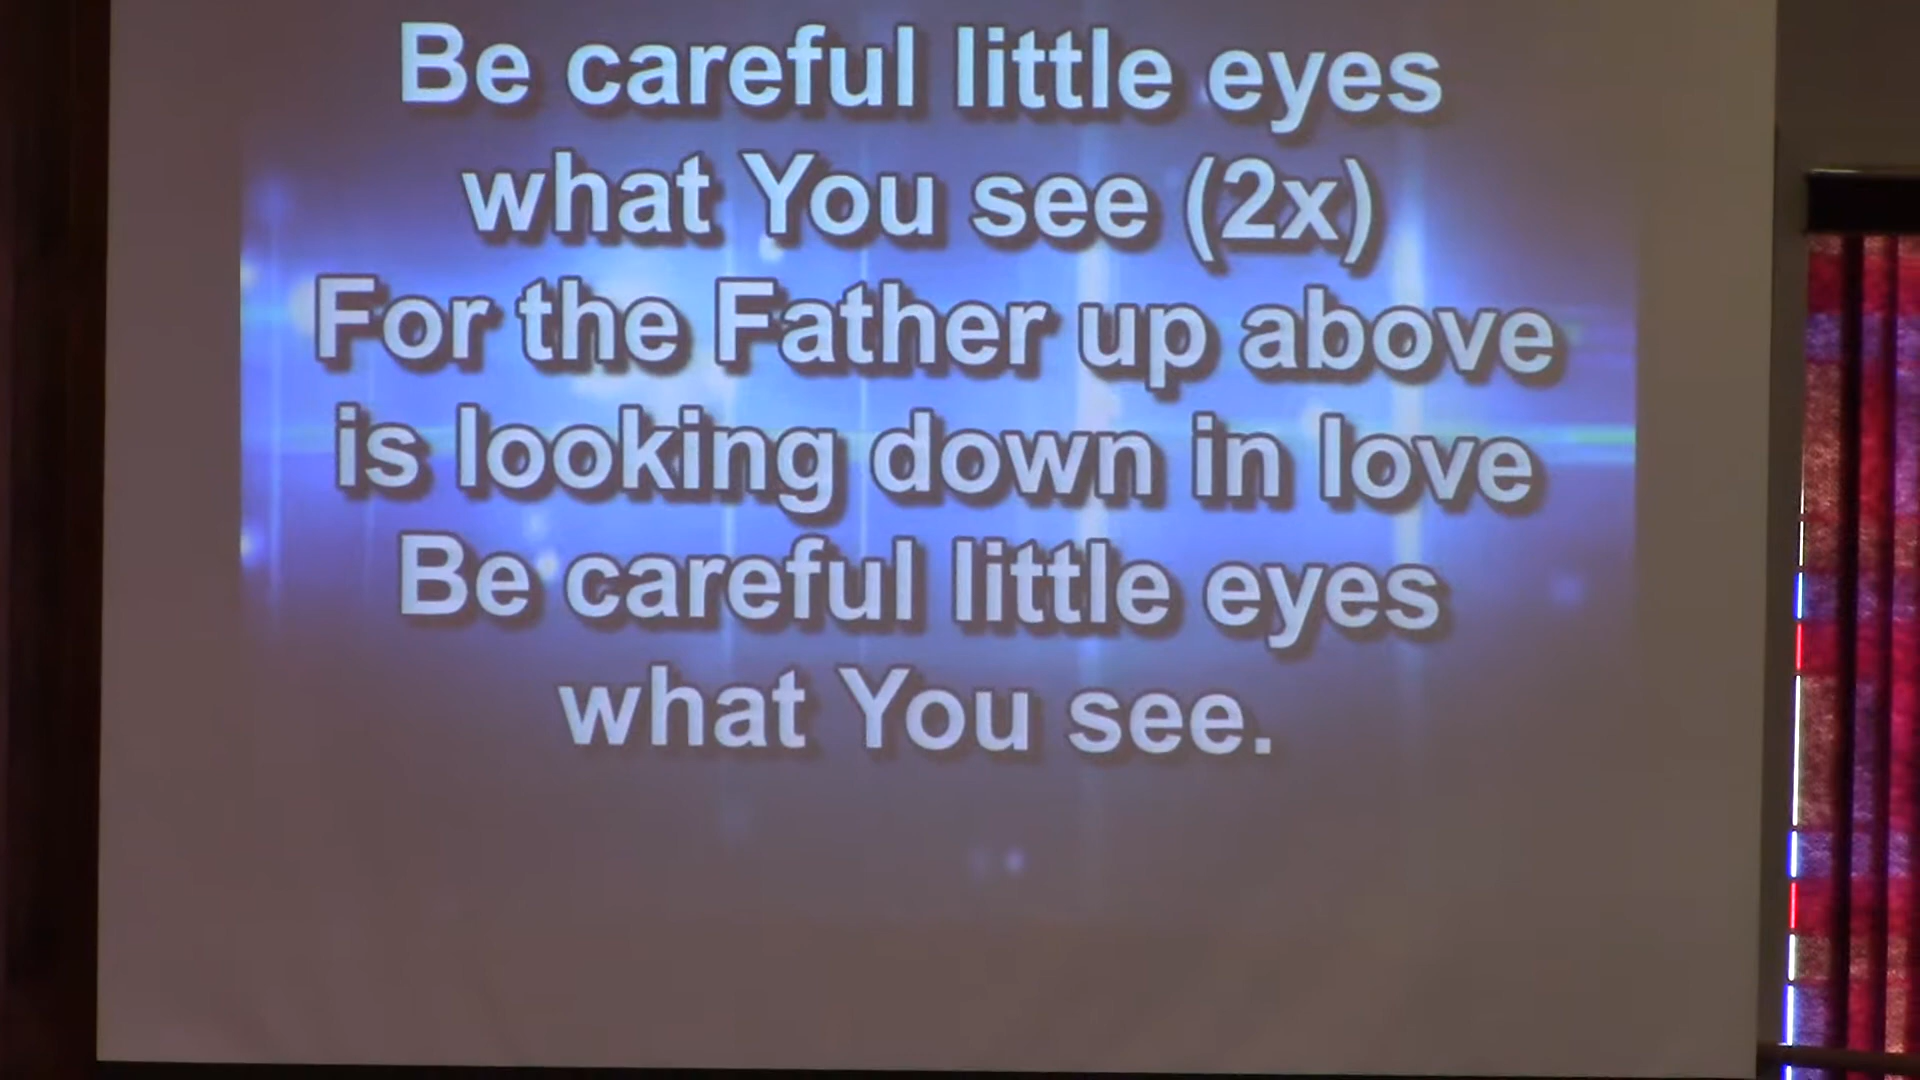 Be careful little eyes
what You see (2x)
For the Father up above
is looking down in love
Be careful little eyes
what You see.